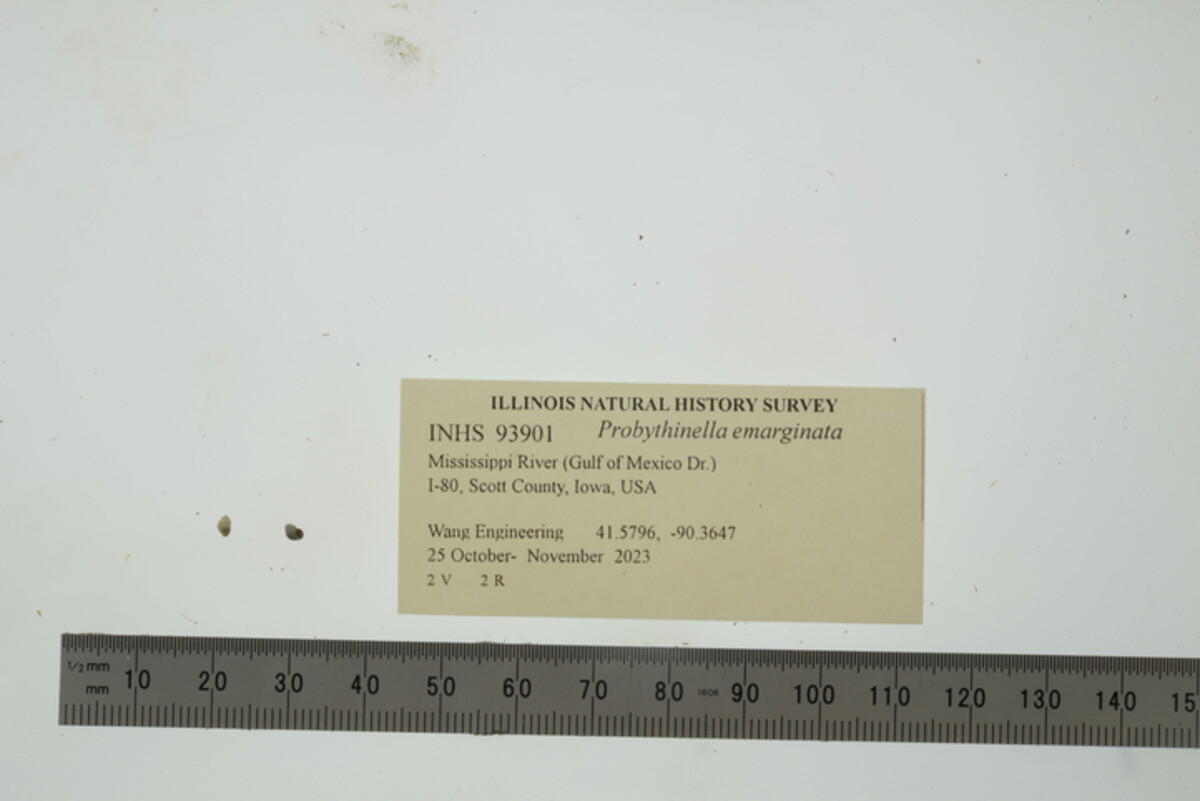 ILLINOIS NATURAL HISTORY SURVEY
INHS 93901 Probythinella emarginata
Mississippi River (Gulf of Mexico Dr.)
I-80, Scott County, Iowa, USA
Wang Engineering 41.5796, -90.3647
25 October- November 2023
2 V 2 R
1/2 mm
mm 10 20 30 40 50 60 70 80 1608 90 100 110 120 130 140 15